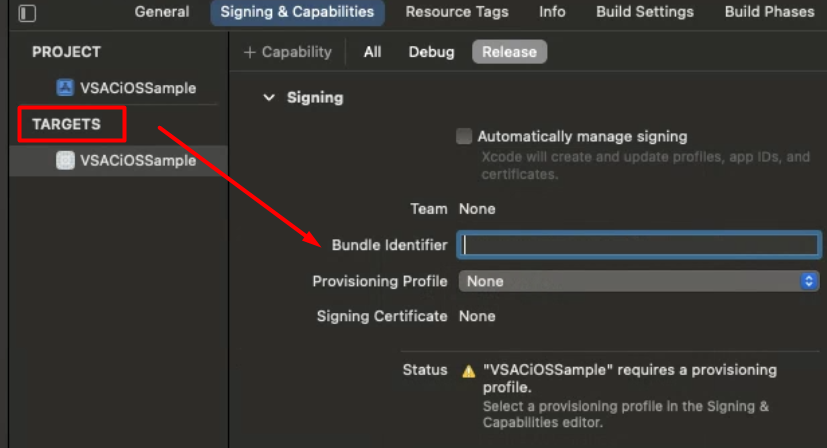 General Signing & Capabilities Resource Tags Info Build Settings Build Phases
PROJECT
VSACiOSSample
TARGETS
VSACiOSSample
+ Capability All Debug Release
Signing
Automatically manage signing
Xcode will create and update profiles, app IDs, and
certificates.
Team None
Bundle Identifier
Provisioning Profile None
Signing Certificate None
Status "VSACiOSSample" requires a provisioning
profile.
Select a provisioning profile in the Signing &
Capabilities editor.